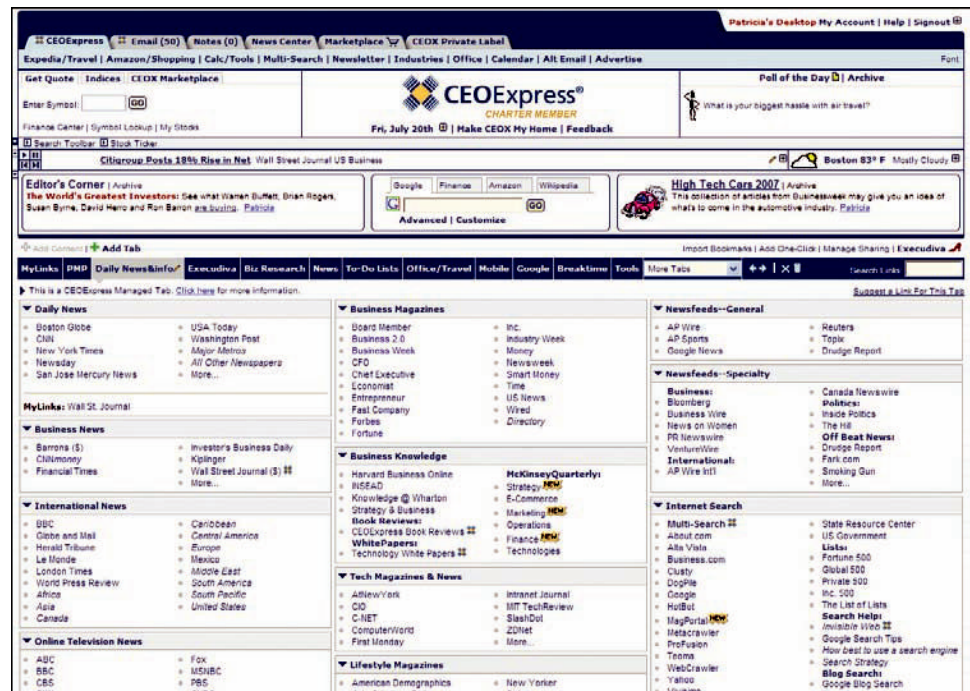 Patricia's Desktop My Account | Help | Signout
CEOExpress Email (50) Notes (0) News Center Marketplace CEOX Private Label
Expedia/Travel | Amazon/Shopping | Calc/Tools | Multi-Search | Newsletter | Industries | Office | Calendar | Alt Email | Advertise Font
Get Quote Indices CEOX Marketplace
Enter Symbol: GO
Finance Center | Symbol Lookup | My Stocks
CEOExpress®
CHARTER MEMBER
Fri, July 20th | Make CEOX My Home | Feedback
Poll of the Day | Archive
What is your biggest hassle with air travel?
Search Toolbar Stock Ticker
Citigroup Posts 18% Rise in Net Wall Street Journal US Business
Boston 83° F Mostly Cloudy
Editor's Corner | Archive
The World's Greatest Investors: See what Warren Buffett, Brian Rogers,
Susan Byrne, David Herro and Ron Baron are buying. Patricia
Google Finance Amazon Wikipedia
G GO
Advanced | Customize
High Tech Cars 2007 | Archive
This collection of articles from Businessweek may give you an idea of
what's to come in the automotive industry. Patricia
Add Content | Add Tab
Import Bookmarks | Add One-Click | Manage Sharing | Execudiva
MyLinks PMP Daily News&info Execudiva Biz Research News To-Do Lists Office/Travel Mobile Google Breaktime Tools More Tabs Search Links
This is a CEOExpress Managed Tab. Click here for more information.
Suggest a Link For This Tab
Daily News
Boston Globe
CNN
New York Times
Newsday
San Jose Mercury News
USA Today
Washington Post
Major Metros
All Other Newspapers
More...
MyLinks: Wall St. Journal
Business News
Barrons ($)
CNNmoney
Financial Times
Investor's Business Daily
Kiplinger
Wall Street Journal ($)
More...
International News
BBC
Globe and Mail
Herald Tribune
Le Monde
London Times
World Press Review
Africa
Asia
Canada
Caribbean
Central America
Europe
Mexico
Middle East
South America
South Pacific
United States
Online Television News
ABC
BBC
CBS
Fox
MSNBC
PBS
Business Magazines
Board Member
Business 2.0
Business Week
CFO
Chief Executive
Economist
Entrepreneur
Fast Company
Forbes
Fortune
Inc.
Industry Week
Money
Newsweek
Smart Money
Time
US News
Wired
Directory
Business Knowledge
Harvard Business Online
INSEAD
Knowledge @ Wharton
Strategy & Business
Book Reviews:
CEOExpress Book Reviews
WhitePapers:
Technology White Papers
McKinseyQuarterly:
Strategy NEW
E-Commerce
Marketing NEW
Operations
Finance NEW
Technologies
Tech Magazines & News
AtNewYork
CIO
C-NET
ComputerWorld
First Monday
Intranet Journal
MIT TechReview
SlashDot
ZDNet
More...
Lifestyle Magazines
American Demographics
New Yorker
Newsfeeds--General
AP Wire
AP Sports
Google News
Reuters
Topix
Drudge Report
Newsfeeds--Specialty
Business:
Bloomberg
Business Wire
News on Women
PR Newswire
VentureWire
International:
AP Wire Int'l
Canada Newswire
Politics:
Inside Politics
The Hill
Off Beat News:
Drudge Report
Fark.com
Smoking Gun
More...
Internet Search
Multi-Search
About.com
Alta Vista
Business.com
Clusty
DogPile
Google
HotBot
MagPortal NEW
Metacrawler
ProFusion
Teoma
WebCrawler
Yahoo
State Resource Center
US Government
Lists:
Fortune 500
Global 500
Private 500
Inc. 500
The List of Lists
Search Help:
Invisible Web
Google Search Tips
How best to use a search engine
Search Strategy
Blog Search:
Google Blog Search